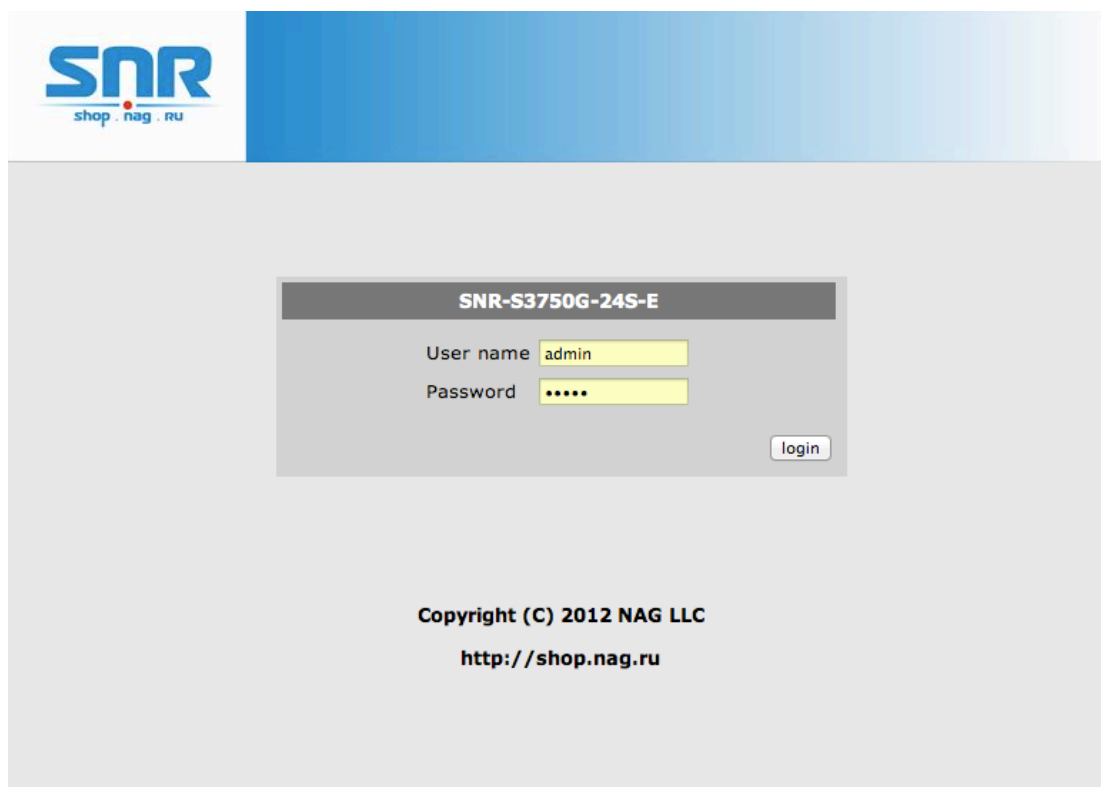 SNR
shop.nag.ru
SNR-S3750G-24S-E
User name admin
Password •••••
login
Copyright (C) 2012 NAG LLC
http://shop.nag.ru